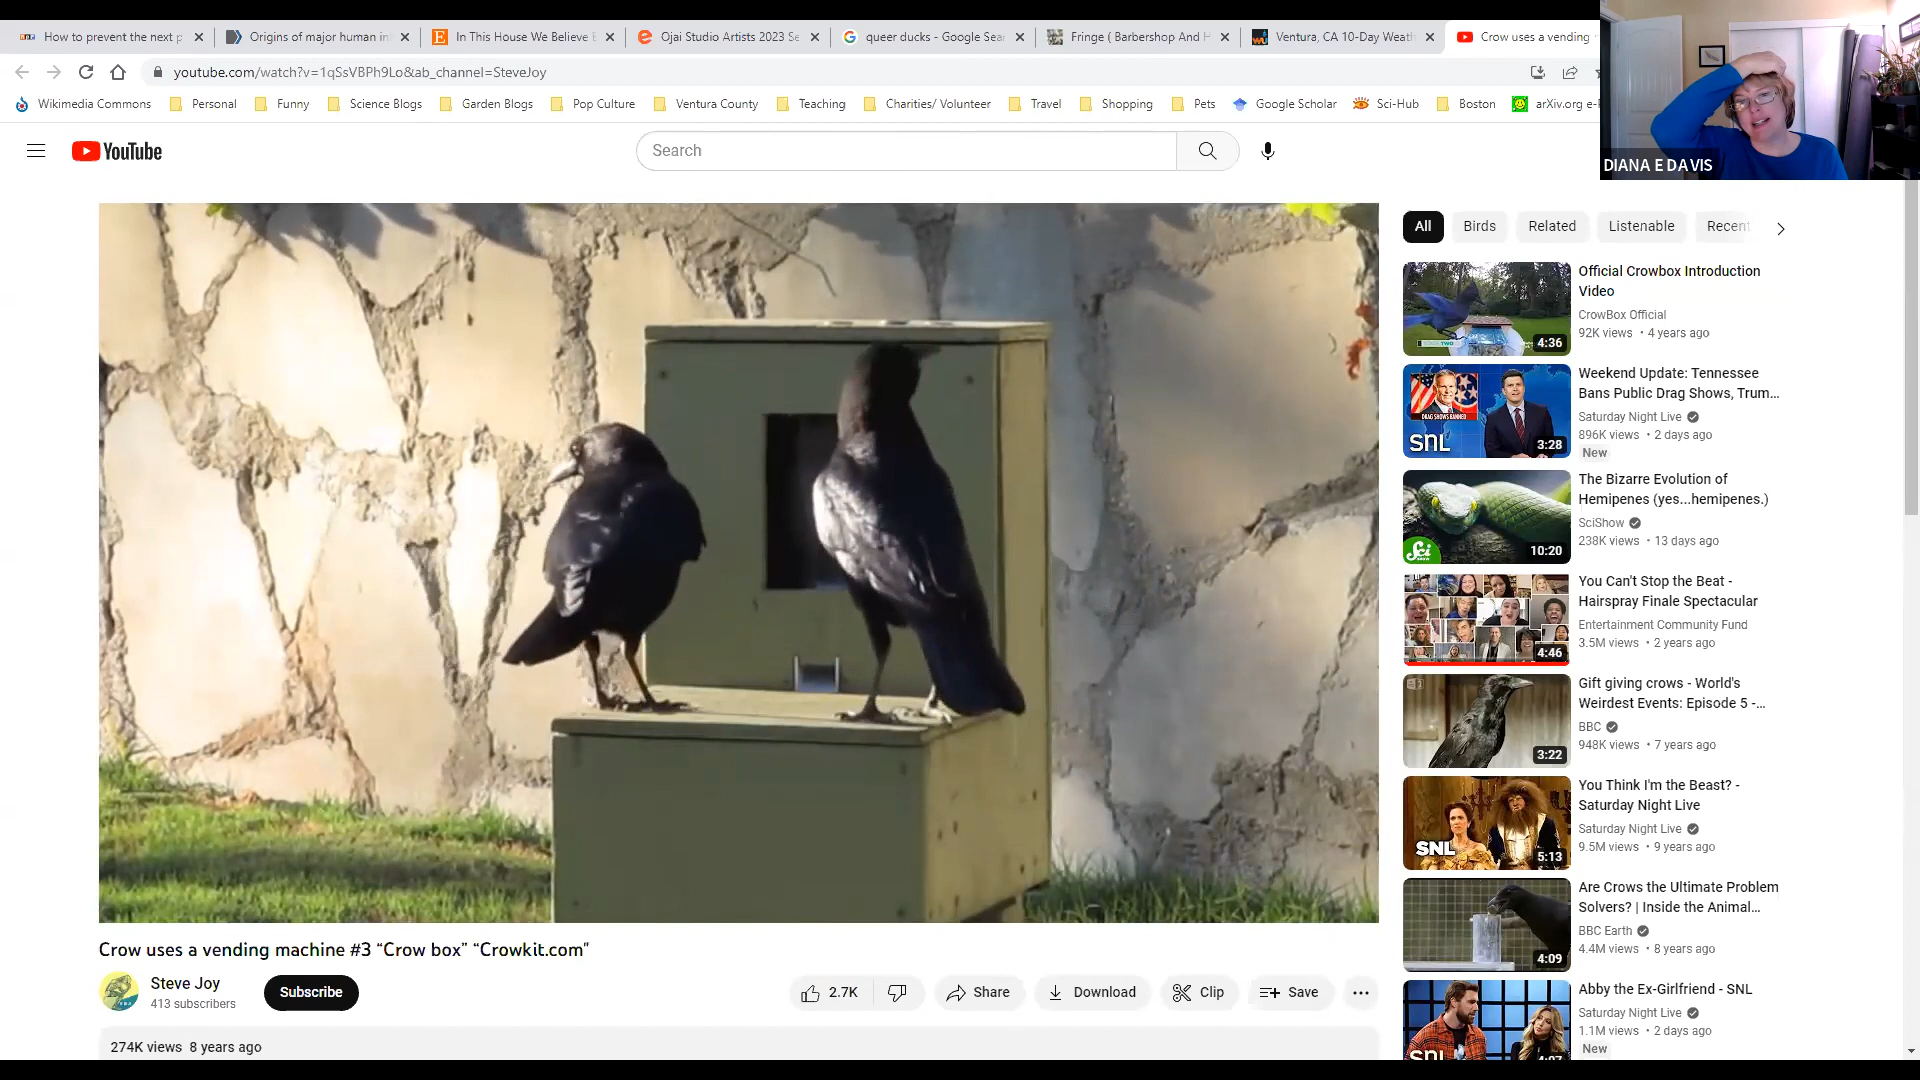 How to prevent the next p
Origins of major human in
In This House We Believe
Ojai Studio Artists 2023 Se
queer ducks - Google Sear
Fringe ( Barbershop And H
Ventura, CA 10-Day Weath
Crow uses a vending
youtube.com/watch?v=1qSsVBPh9Lo&ab_channel=SteveJoy
Wikimedia Commons
Personal
Funny
Science Blogs
Garden Blogs
Pop Culture
Ventura County
Teaching
Charities/ Volunteer
Travel
Shopping
Pets
Google Scholar
Sci-Hub
Boston
arXiv.org e-P
DIANA E DAVIS
YouTube
Search
All
Birds
Related
Listenable
Recent
Official Crowbox Introduction
Video
CrowBox Official
92K views • 4 years ago
4:36
Weekend Update: Tennessee
Bans Public Drag Shows, Trum...
Saturday Night Live
896K views • 2 days ago
New
DRAG SHOWS BANNED
SNL
3:28
The Bizarre Evolution of
Hemipenes (yes...hemipenes.)
SciShow
238K views • 13 days ago
Sci
10:20
You Can't Stop the Beat -
Hairspray Finale Spectacular
Entertainment Community Fund
3.5M views • 2 years ago
4:46
Gift giving crows - World's
Weirdest Events: Episode 5 -...
BBC
948K views • 7 years ago
3:22
You Think I'm the Beast? -
Saturday Night Live
Saturday Night Live
9.5M views • 9 years ago
SNL
5:13
Are Crows the Ultimate Problem
Solvers? | Inside the Animal...
BBC Earth
4.4M views • 8 years ago
4:09
Abby the Ex-Girlfriend - SNL
Saturday Night Live
1.1M views • 2 days ago
New
SNL
4:07
Crow uses a vending machine #3 “Crow box” “Crowkit.com”
Steve Joy
413 subscribers
Subscribe
2.7K
Share
Download
Clip
Save
274K views 8 years ago